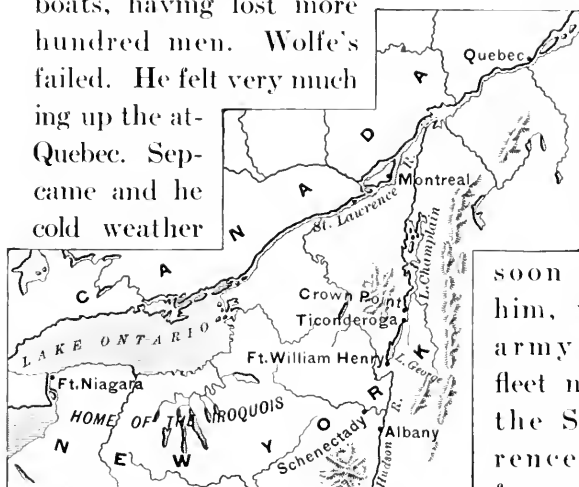 boats, having lost more
hundred men. Wolfe's
failed. He felt very much
ing up the at-
Quebec. Sep-
came and he
cold weather
soon
him,
army
fleet
the S
rence
Quebec
CANADA
Montreal
R.
St. Lawrence R.
L. Champlain
Crown Point
Ticonderoga
LAKE ONTARIO
Ft. William Henry
L. George
Ft. Niagara
HOME OF THE IROQUOIS
NEW YORK
Schenectady
Albany
Hudson R.